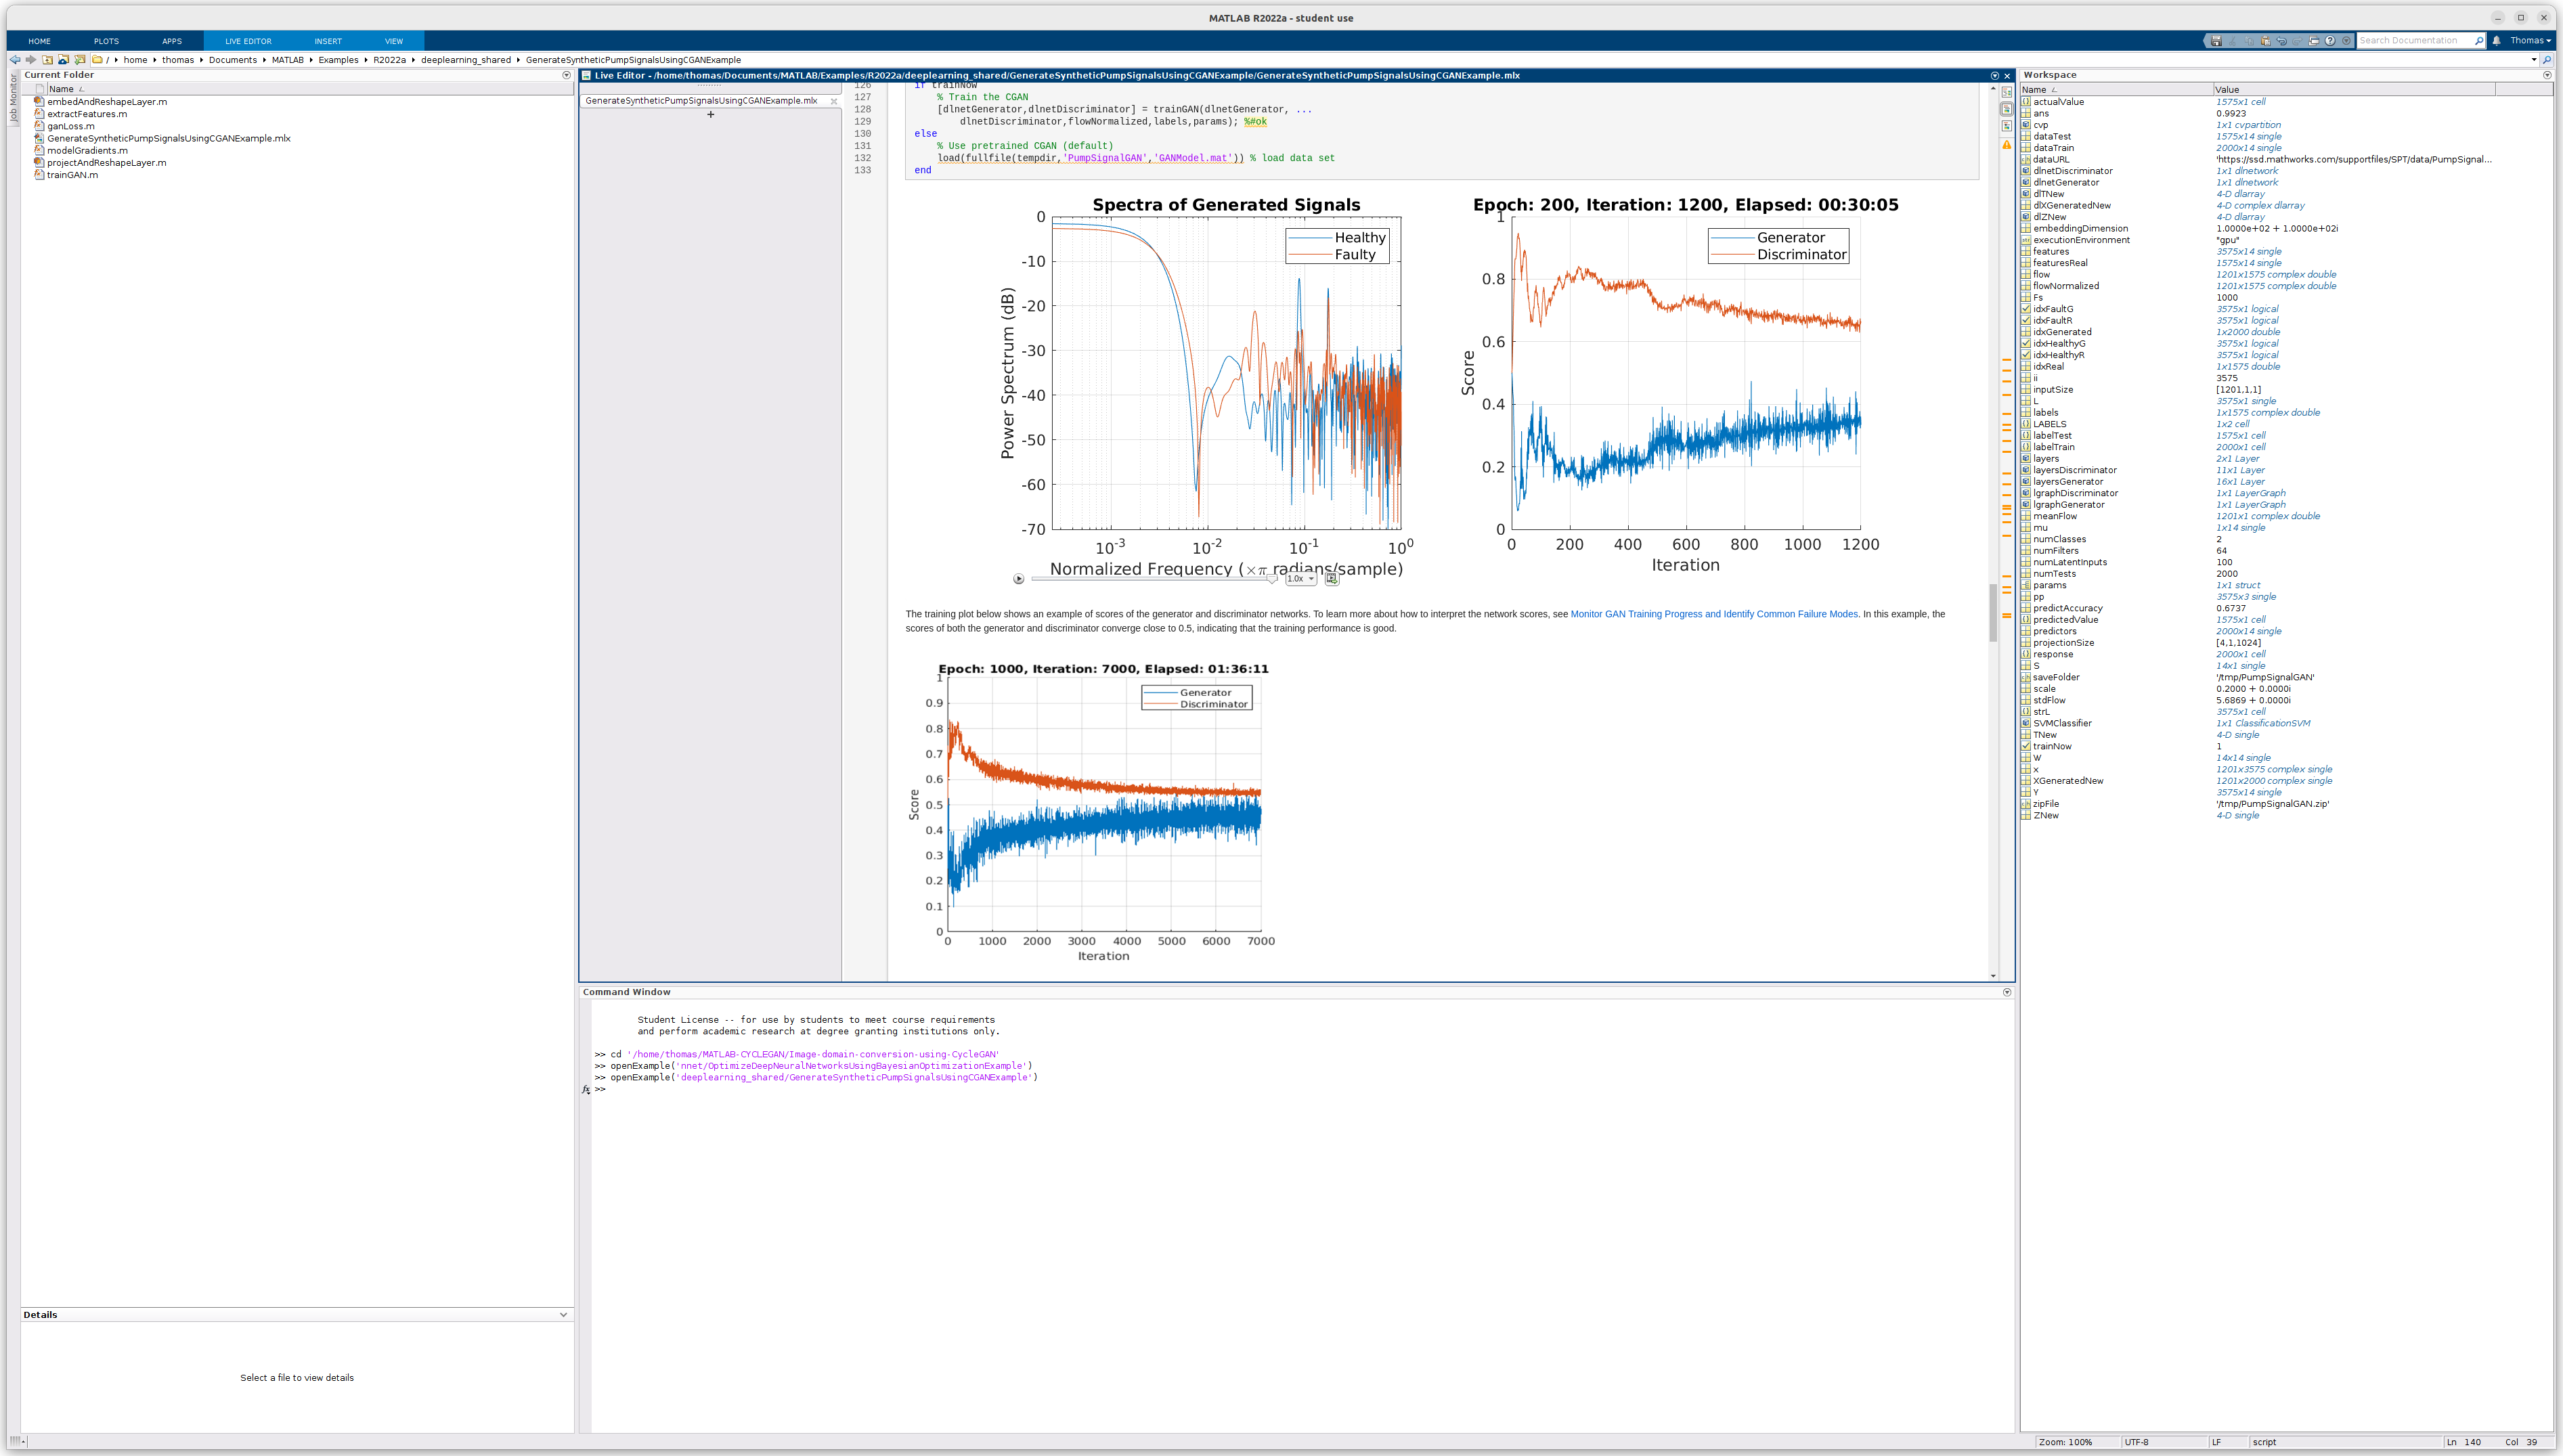 MATLAB R2022a - student use
HOME PLOTS APPS LIVE EDITOR INSERT VIEW
Search Documentation Thomas
/ home thomas Documents MATLAB Examples R2022a deeplearning_shared GenerateSyntheticPumpSignalsUsingCGANExample
Job Monitor
Current Folder
Name
embedAndReshapeLayer.m
extractFeatures.m
ganLoss.m
GenerateSyntheticPumpSignalsUsingCGANExample.mlx
modelGradients.m
projectAndReshapeLayer.m
trainGAN.m
Details
Select a file to view details
Live Editor - /home/thomas/Documents/MATLAB/Examples/R2022a/deeplearning_shared/GenerateSyntheticPumpSignalsUsingCGANExample/GenerateSyntheticPumpSignalsUsingCGANExample.mlx
GenerateSyntheticPumpSignalsUsingCGANExample.mlx
+
126 if trainNow
127 % Train the CGAN
128 [dlnetGenerator,dlnetDiscriminator] = trainGAN(dlnetGenerator, ...
129 dlnetDiscriminator,flowNormalized,labels,params); %#ok
130 else
131 % Use pretrained CGAN (default)
132 load(fullfile(tempdir,'PumpSignalGAN','GANModel.mat')) % load data set
133 end
Spectra of Generated Signals
Healthy
Faulty
Power Spectrum (dB)
0
-10
-20
-30
-40
-50
-60
-70
10-3 10-2 10-1 100
Normalized Frequency (×π radians/sample)
1.0x
Epoch: 200, Iteration: 1200, Elapsed: 00:30:05
Generator
Discriminator
Score
1
0.8
0.6
0.4
0.2
0
0 200 400 600 800 1000 1200
Iteration
The training plot below shows an example of scores of the generator and discriminator networks. To learn more about how to interpret the network scores, see Monitor GAN Training Progress and Identify Common Failure Modes. In this example, the
scores of both the generator and discriminator converge close to 0.5, indicating that the training performance is good.
Epoch: 1000, Iteration: 7000, Elapsed: 01:36:11
Generator
Discriminator
Score
1
0.9
0.8
0.7
0.6
0.5
0.4
0.3
0.2
0.1
0
0 1000 2000 3000 4000 5000 6000 7000
Iteration
Command Window
Student License -- for use by students to meet course requirements
and perform academic research at degree granting institutions only.
>> cd '/home/thomas/MATLAB-CYCLEGAN/Image-domain-conversion-using-CycleGAN'
>> openExample('nnet/OptimizeDeepNeuralNetworksUsingBayesianOptimizationExample')
>> openExample('deeplearning_shared/GenerateSyntheticPumpSignalsUsingCGANExample')
fx >>
Workspace
Name Value
actualValue 1575x1 cell
ans 0.9923
cvp 1x1 cvpartition
dataTest 1575x14 single
dataTrain 2000x14 single
dataURL 'https://ssd.mathworks.com/supportfiles/SPT/data/PumpSignal...
dlnetDiscriminator 1x1 dlnetwork
dlnetGenerator 1x1 dlnetwork
dlTNew 4-D dlarray
dlXGeneratedNew 4-D complex dlarray
dlZNew 4-D dlarray
embeddingDimension 1.0000e+02 + 1.0000e+02i
executionEnvironment "gpu"
features 3575x14 single
featuresReal 1575x14 single
flow 1201x1575 complex double
flowNormalized 1201x1575 complex double
Fs 1000
idxFaultG 3575x1 logical
idxFaultR 3575x1 logical
idxGenerated 1x2000 double
idxHealthyG 3575x1 logical
idxHealthyR 3575x1 logical
idxReal 1x1575 double
ii 3575
inputSize [1201,1,1]
L 3575x1 single
labels 1x1575 complex double
LABELS 1x2 cell
labelTest 1575x1 cell
labelTrain 2000x1 cell
layers 2x1 Layer
layersDiscriminator 11x1 Layer
layersGenerator 16x1 Layer
lgraphDiscriminator 1x1 LayerGraph
lgraphGenerator 1x1 LayerGraph
meanFlow 1201x1 complex double
mu 1x14 single
numClasses 2
numFilters 64
numLatentInputs 100
numTests 2000
params 1x1 struct
pp 3575x3 single
predictAccuracy 0.6737
predictedValue 1575x1 cell
predictors 2000x14 single
projectionSize [4,1,1024]
response 2000x1 cell
S 14x1 single
saveFolder '/tmp/PumpSignalGAN'
scale 0.2000 + 0.0000i
stdFlow 5.6869 + 0.0000i
strL 3575x1 cell
SVMClassifier 1x1 ClassificationSVM
TNew 4-D single
trainNow 1
W 14x14 single
x 1201x3575 complex single
XGeneratedNew 1201x2000 complex single
Y 3575x14 single
zipFile '/tmp/PumpSignalGAN.zip'
ZNew 4-D single
Zoom: 100% UTF-8 LF script Ln 140 Col 39